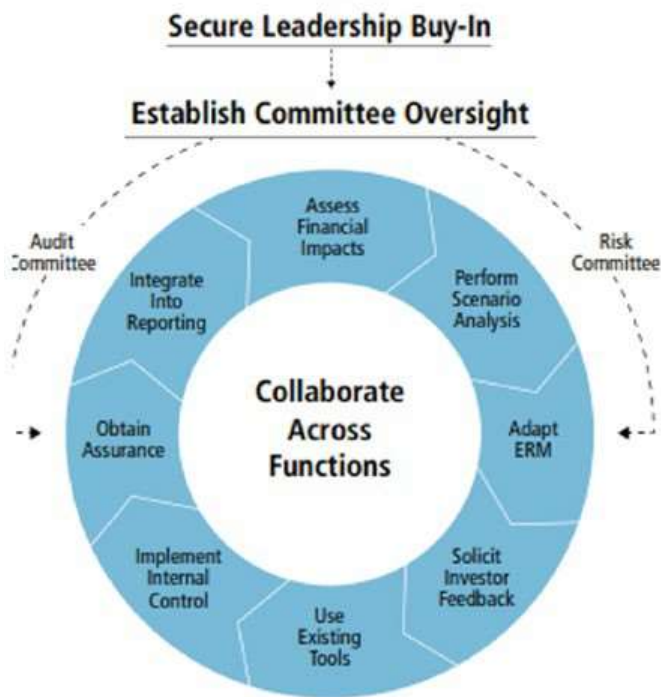 Secure Leadership Buy-In
Establish Committee Oversight
Audit
Committee
Risk
Committee
Assess
Financial
Impacts
Perform
Scenario
Analysis
Adapt
ERM
Solicit
Investor
Feedback
Use
Existing
Tools
Implement
Internal
Control
Obtain
Assurance
Integrate
Into
Reporting
Collaborate
Across
Functions